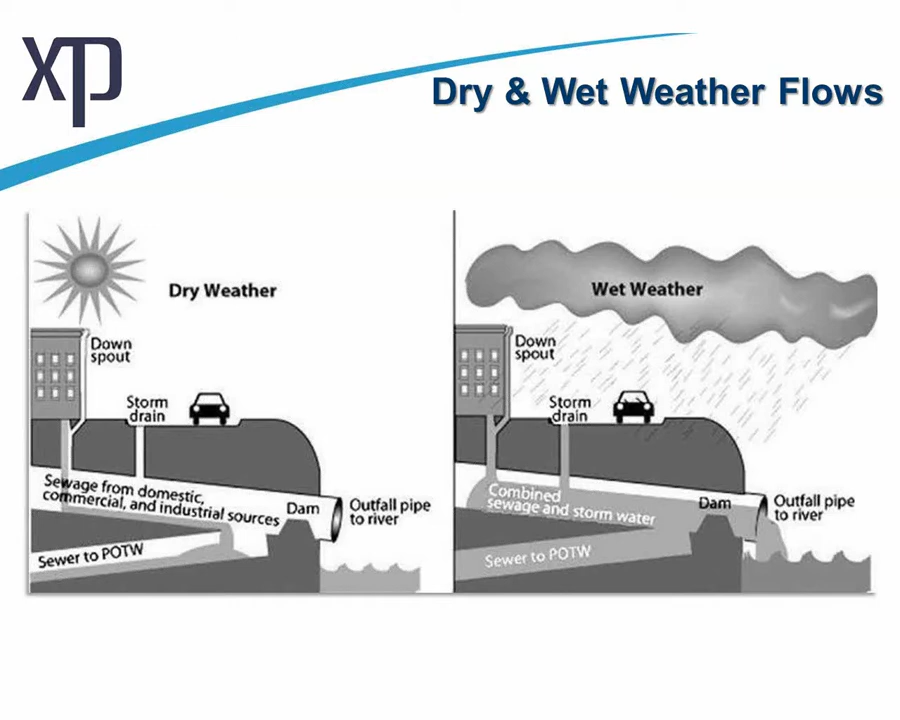 xp
Dry & Wet Weather Flows
Dry Weather
Down
spout
Storm
drain
Sewage from domestic,
commercial, and industrial sources
Dam
Outfall pipe
to river
Sewer to POTW
Wet Weather
Down
spout
Storm
drain
Combined
sewage and storm water
Dam
Outfall pipe
to river
Sewer to POTW